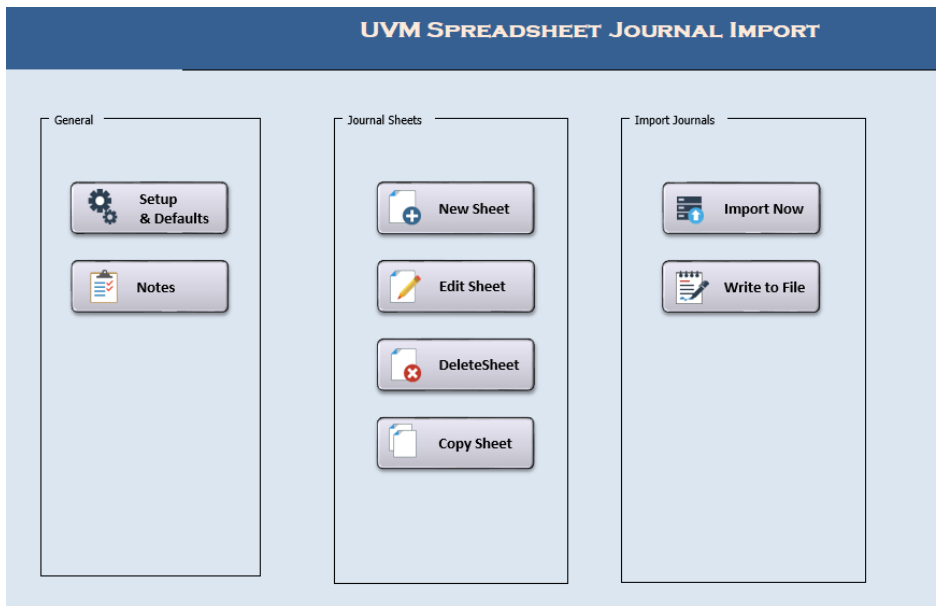 UVM Spreadsheet Journal Import
General
Setup
& Defaults
Notes
Journal Sheets
New Sheet
Edit Sheet
DeleteSheet
Copy Sheet
Import Journals
Import Now
Write to File